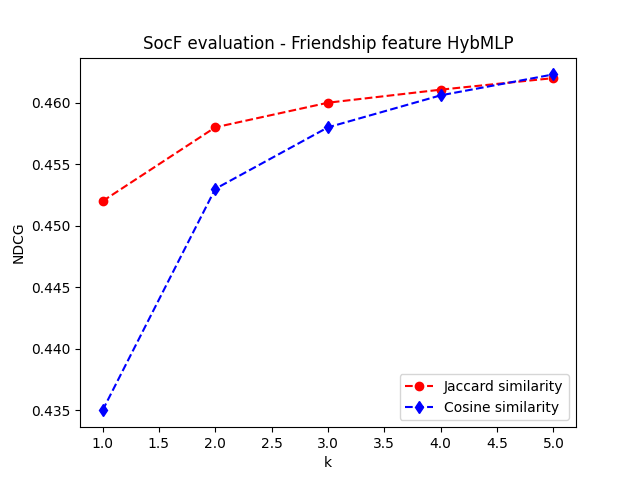 SocF evaluation - Friendship feature HybMLP
0.460
0.455
0.450
0.445
0.440
0.435
NDCG
Jaccard similarity
Cosine similarity
1.0 1.5 2.0 2.5 3.0 3.5 4.0 4.5 5.0
k